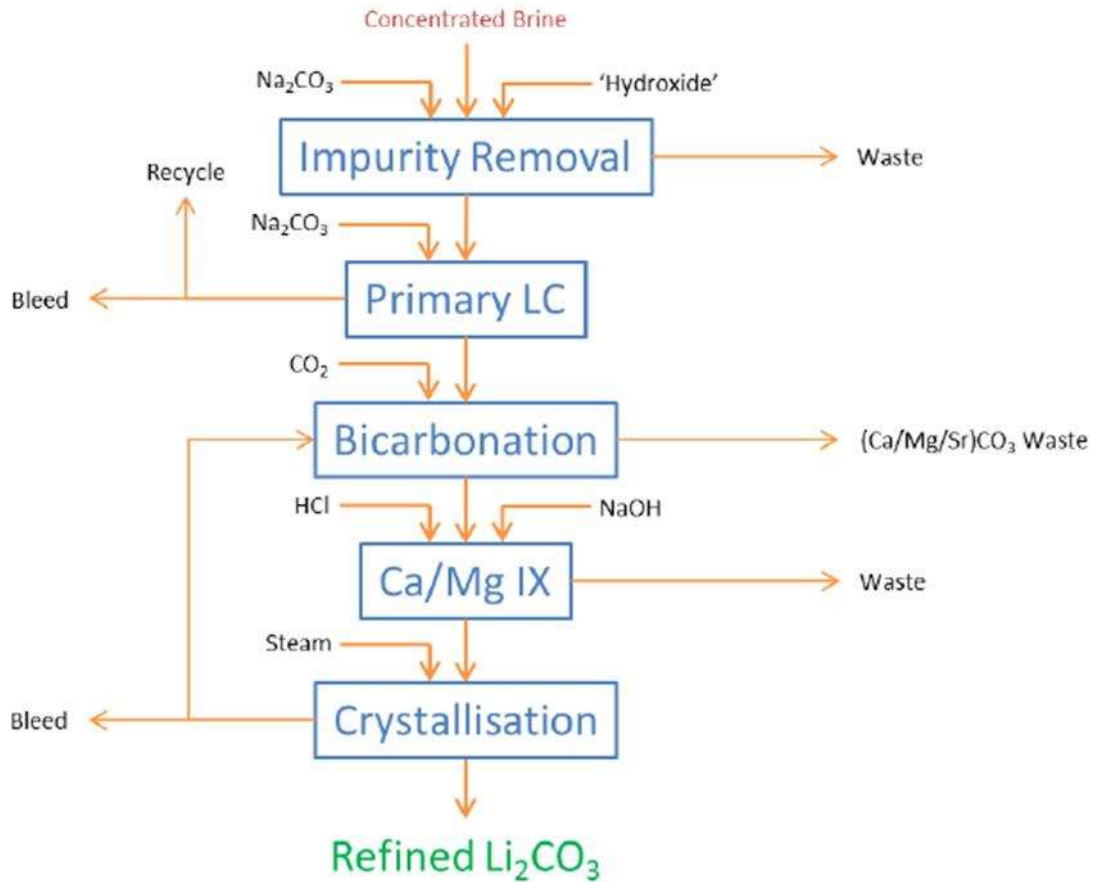 Concentrated Brine
Na₂CO₃
'Hydroxide'
Impurity Removal
Waste
Recycle
Na₂CO₃
Bleed
Primary LC
CO₂
Bicarbonation
(Ca/Mg/Sr)CO₃ Waste
HCl
NaOH
Ca/Mg IX
Waste
Steam
Bleed
Crystallisation
Refined Li₂CO₃